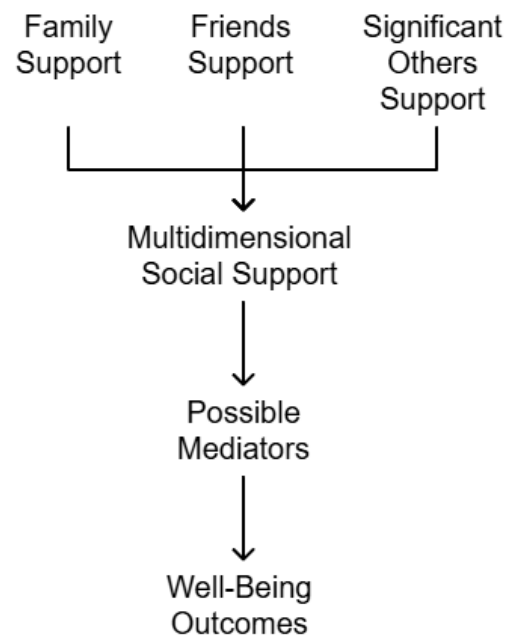 Family
Support
Friends
Support
Significant
Others
Support
Multidimensional
Social Support
Possible
Mediators
Well-Being
Outcomes